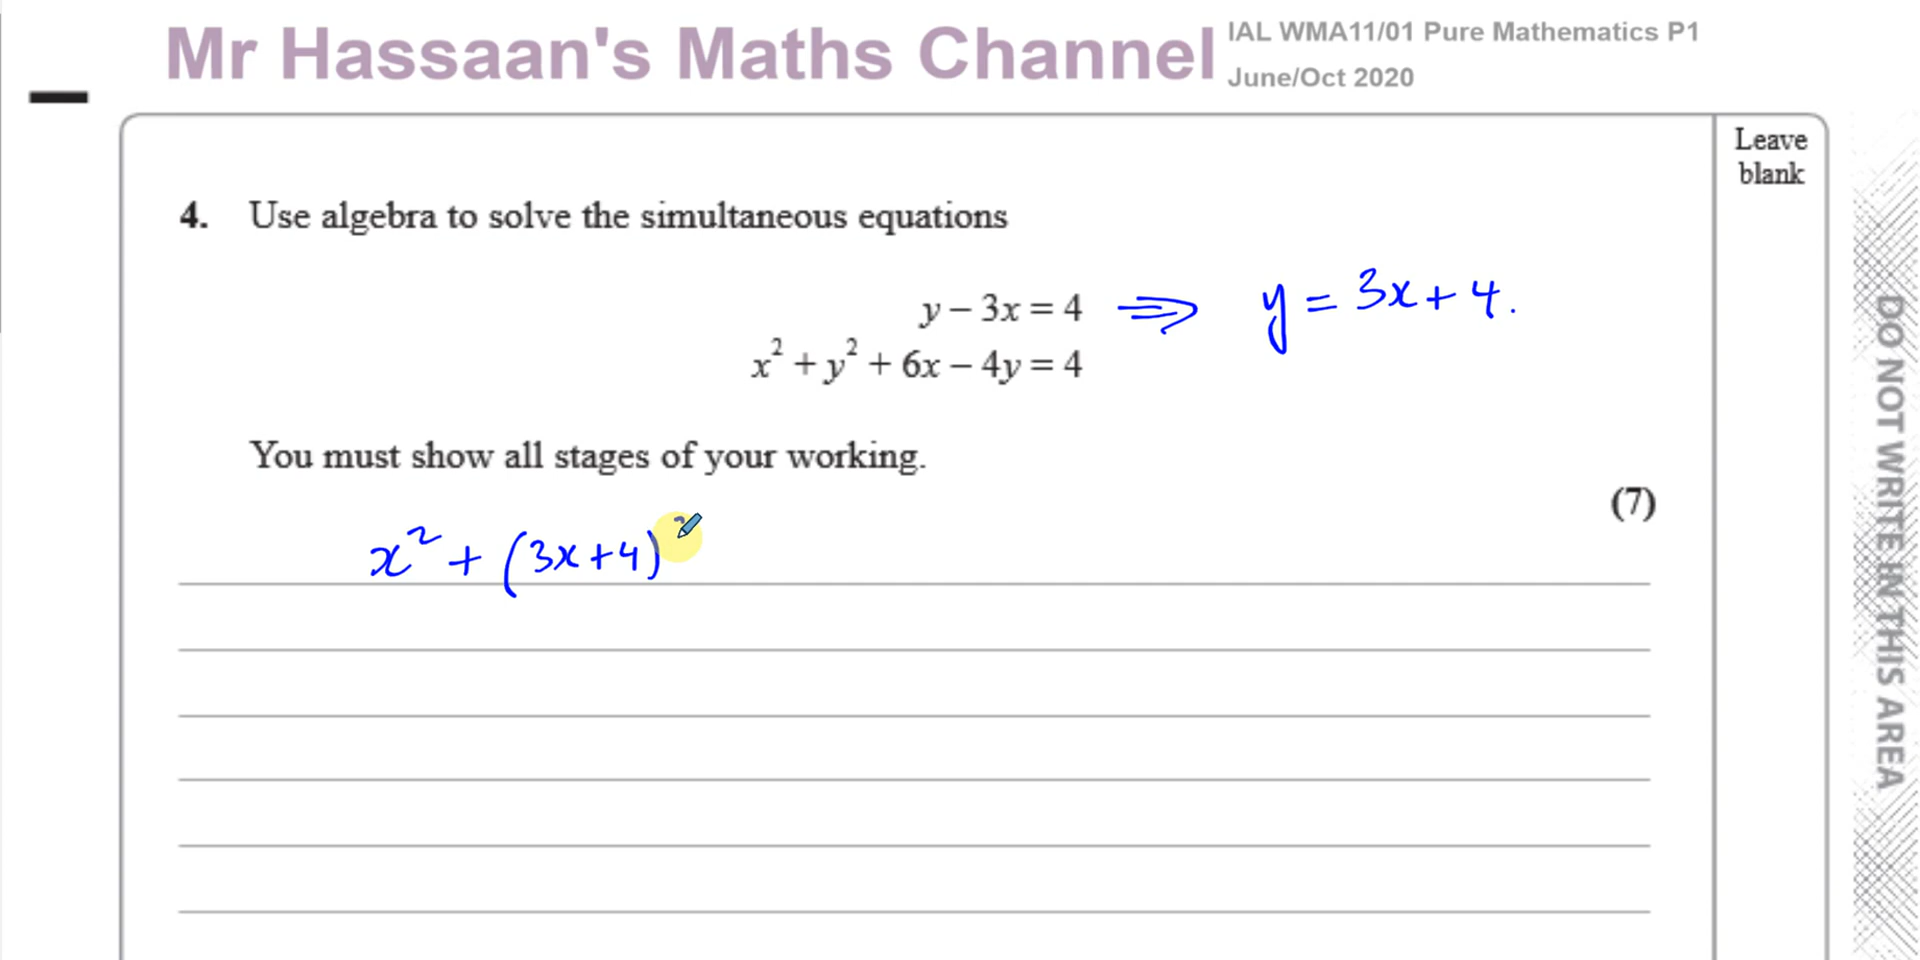 Mr Hassaan's Maths Channel
IAL WMA11/01 Pure Mathematics P1
June/Oct 2020
Leave
blank
4. Use algebra to solve the simultaneous equations
y – 3x = 4 ⇒ y = 3x + 4.
x² + y² + 6x – 4y = 4
You must show all stages of your working.
(7)
x² + (3x+4)²
DO NOT WRITE IN THIS AREA